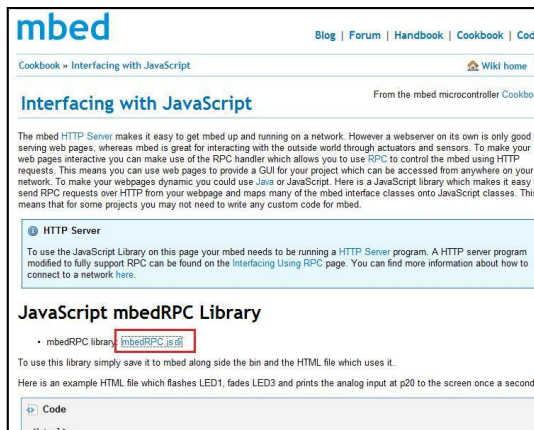 mbed
Blog | Forum | Handbook | Cookbook | Cod
Cookbook » Interfacing with JavaScript
Wiki home
From the mbed microcontroller Cookbo
Interfacing with JavaScript
The mbed HTTP Server makes it easy to get mbed up and running on a network. However a webserver on its own is only good
serving web pages, whereas mbed is great for interacting with the outside world through actuators and sensors. To make your
web pages interactive you can make use of the RPC handler which allows you to use RPC to control the mbed using HTTP
requests. This means you can use web pages to provide a GUI for your project which can be accessed from anywhere on your
network. To make your webpages dynamic you could use Java or JavaScript. Here is a JavaScript library which makes it easy
send RPC requests over HTTP from your webpage and maps many of the mbed interface classes onto JavaScript classes. This
means that for some projects you may not need to write any custom code for mbed.
HTTP Server
To use the JavaScript Library on this page your mbed needs to be running a HTTP Server program. A HTTP server program
modified to fully support RPC can be found on the Interfacing Using RPC page. You can find more information about how to
connect to a network here.
JavaScript mbedRPC Library
• mbedRPC library: mbedRPC.js
To use this library simply save it to mbed along side the bin and the HTML file which uses it.
Here is an example HTML file which flashes LED1, fades LED3 and prints the analog input at p20 to the screen once a second
Code